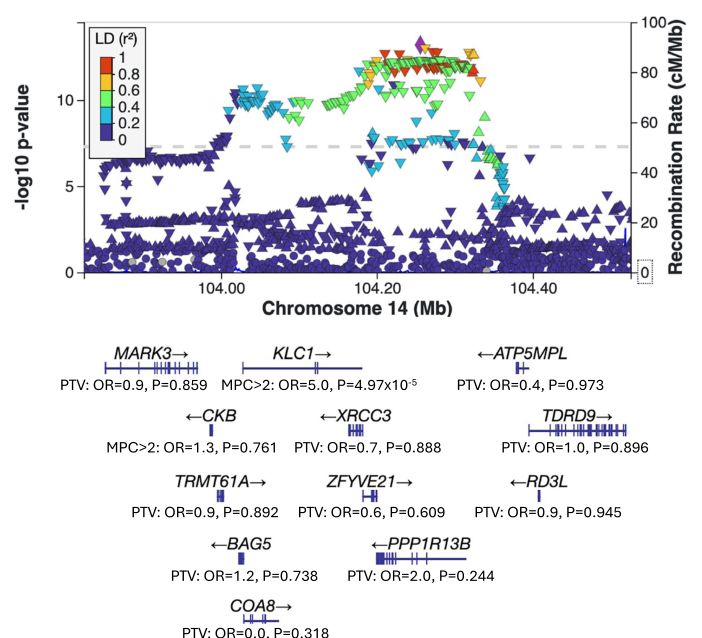 LD (r²)
1
0.8
0.6
0.4
0.2
0
-log10 p-value
10
5
0
100
80
60
40
20
0
Recombination Rate (cM/Mb)
104.00 104.20 104.40
Chromosome 14 (Mb)
MARK3→ KLC1→ ←ATP5MPL
PTV: OR=0.9, P=0.859 MPC>2: OR=5.0, P=4.97x10⁻⁵ PTV: OR=0.4, P=0.973
←CKB ←XRCC3 TDRD9→
MPC>2: OR=1.3, P=0.761 PTV: OR=0.7, P=0.888 PTV: OR=1.0, P=0.896
TRMT61A→ ZFYVE21→ ←RD3L
PTV: OR=0.9, P=0.892 PTV: OR=0.6, P=0.609 PTV: OR=0.9, P=0.945
←BAG5 ←PPP1R13B
PTV: OR=1.2, P=0.738 PTV: OR=2.0, P=0.244
COA8→
PTV: OR=0.0, P=0.318